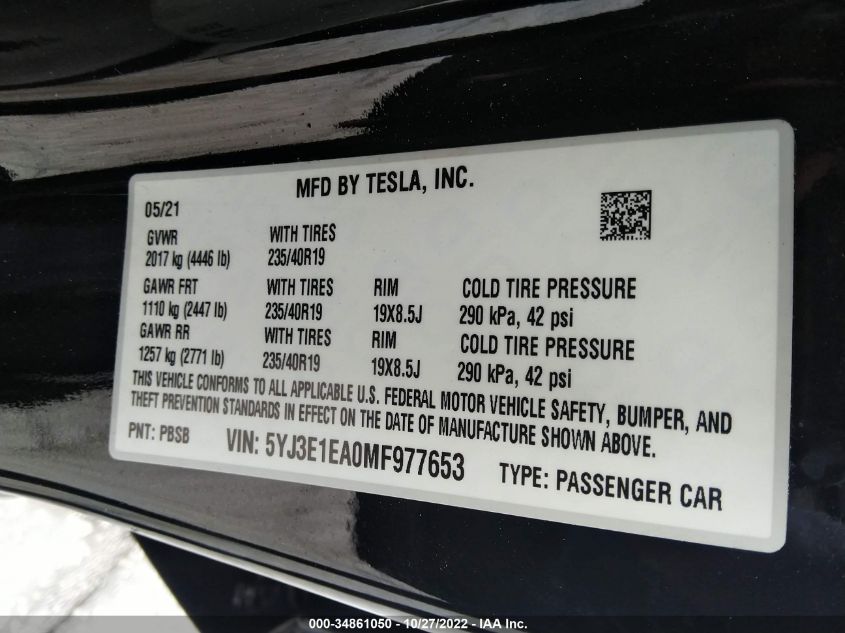 MFD BY TESLA, INC.
05/21
GVWR WITH TIRES
2017 kg (4446 lb) 235/40R19
GAWR FRT WITH TIRES RIM COLD TIRE PRESSURE
1110 kg (2447 lb) 235/40R19 19X8.5J 290 kPa, 42 psi
GAWR RR WITH TIRES RIM COLD TIRE PRESSURE
1257 kg (2771 lb) 235/40R19 19X8.5J 290 kPa, 42 psi
THIS VEHICLE CONFORMS TO ALL APPLICABLE U.S. FEDERAL MOTOR VEHICLE SAFETY, BUMPER, AND
THEFT PREVENTION STANDARDS IN EFFECT ON THE DATE OF MANUFACTURE SHOWN ABOVE.
PNT: PBSB VIN: 5YJ3E1EA0MF977653 TYPE: PASSENGER CAR
000-34861050 - 10/27/2022 - IAA Inc.